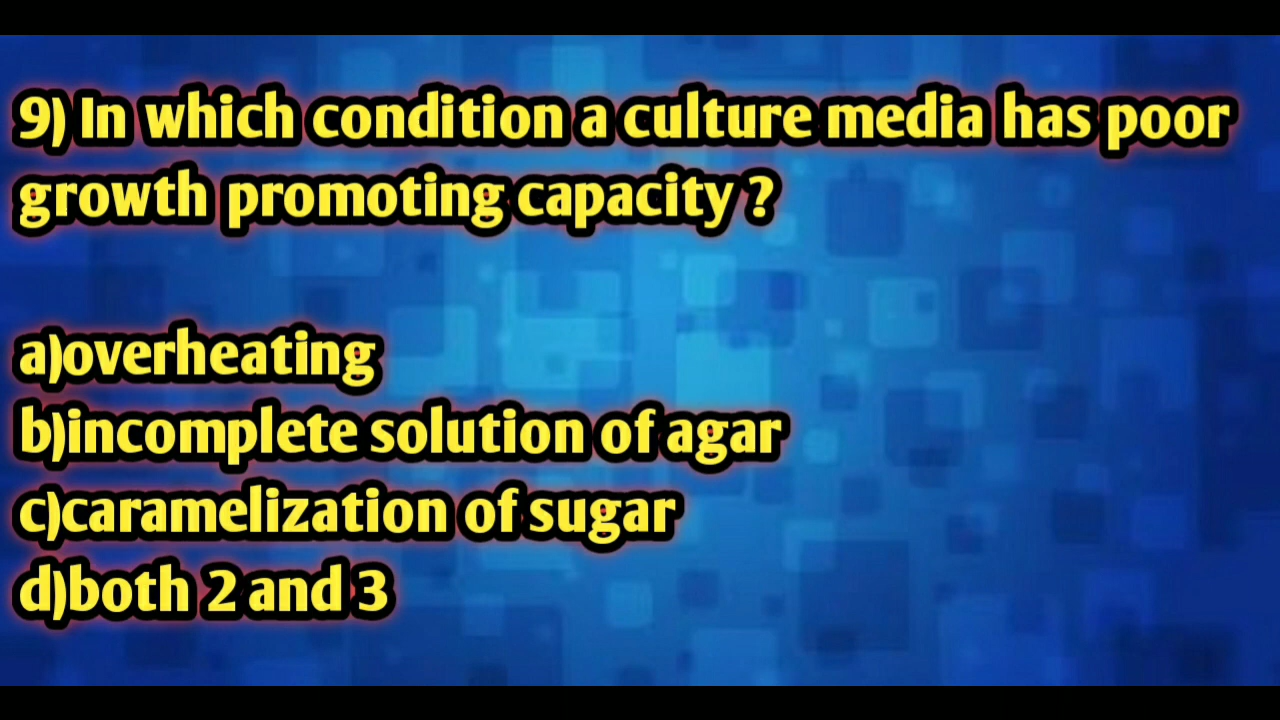 9) In which condition a culture media has poor
growth promoting capacity ?
a)overheating
b)incomplete solution of agar
c)caramelization of sugar
d)both 2 and 3